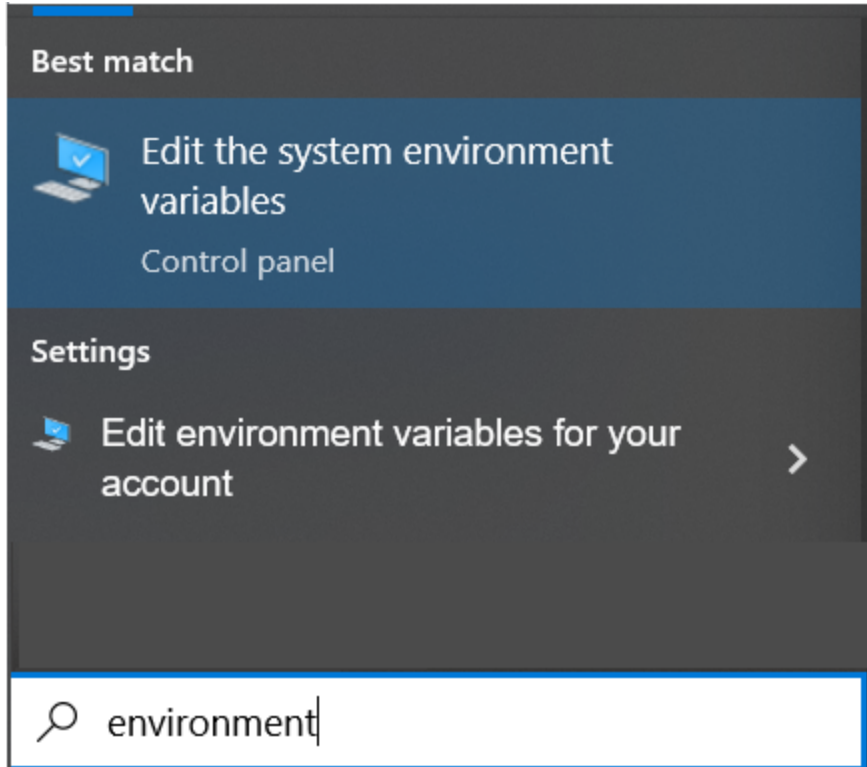 Best match
Edit the system environment
variables
Control panel
Settings
Edit environment variables for your
account
environment